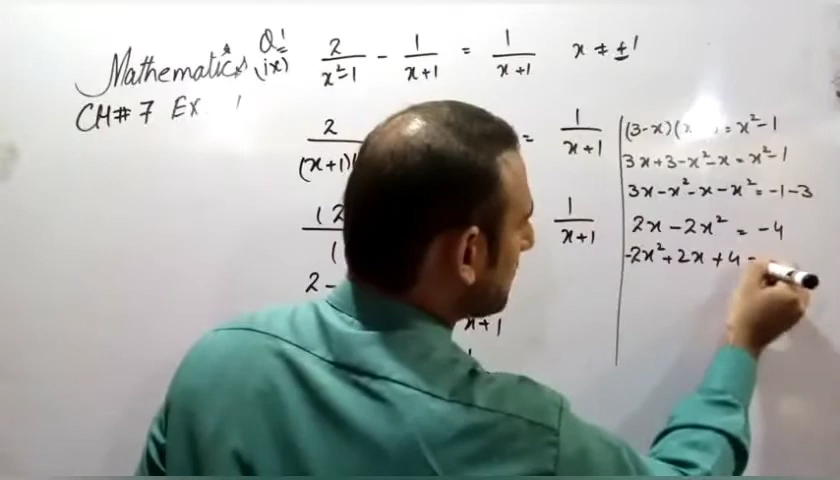 Mathematics
CH# 7 Ex
Q1
(ix)
2/(x²-1) - 1/(x+1) = 1/(x+1) x ≠ ±1
2/(x+1)
= 1/(x+1)
1/(x+1)
2-
x+1
(3-x)(x = x²-1
3x+3-x²-x = x²-1
3x-x²-x-x² = -1-3
2x-2x² = -4
-2x²+2x+4